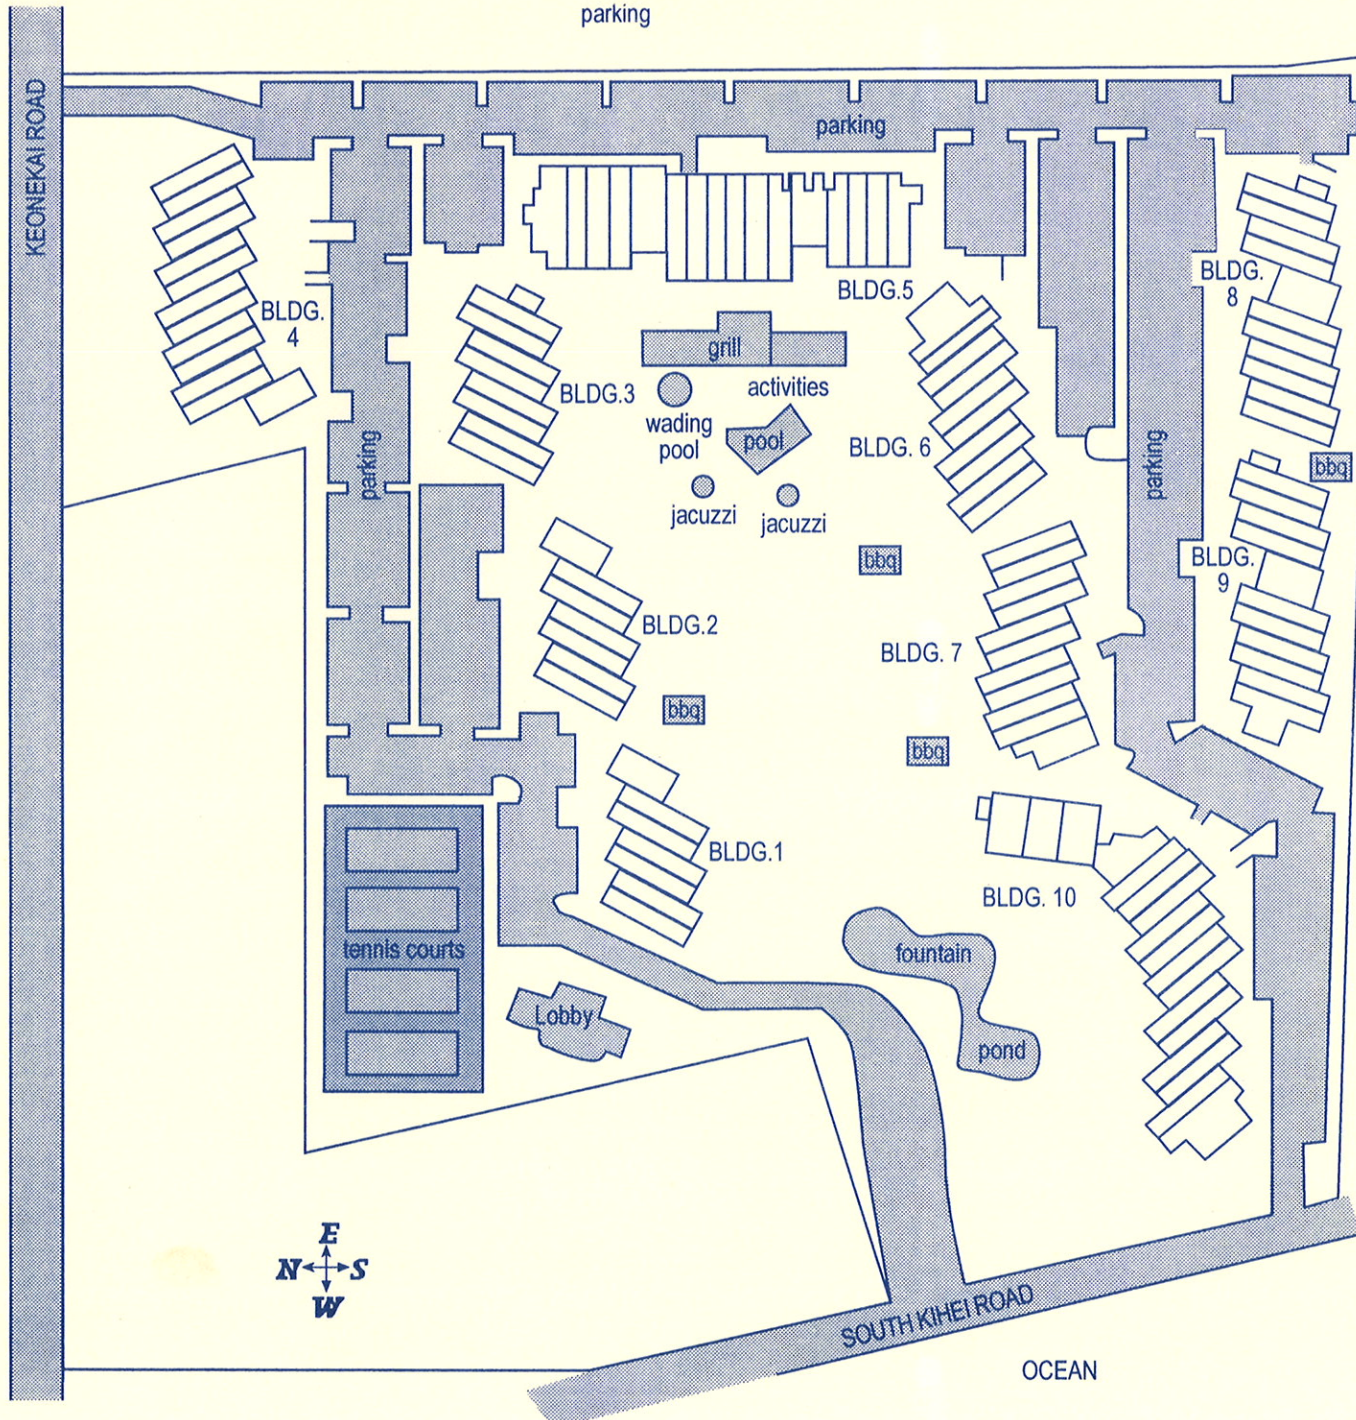 parking
KEONEKAI ROAD
parking
BLDG.
4
BLDG.5
BLDG.
8
grill
BLDG.3
activities
wading
pool
pool
BLDG. 6
parking
parking
bbq
jacuzzi
jacuzzi
bbq
BLDG.
9
BLDG.2
BLDG. 7
bbq
bbq
BLDG.1
BLDG. 10
tennis courts
fountain
Lobby
pond
E
N S
W
SOUTH KIHEI ROAD
OCEAN